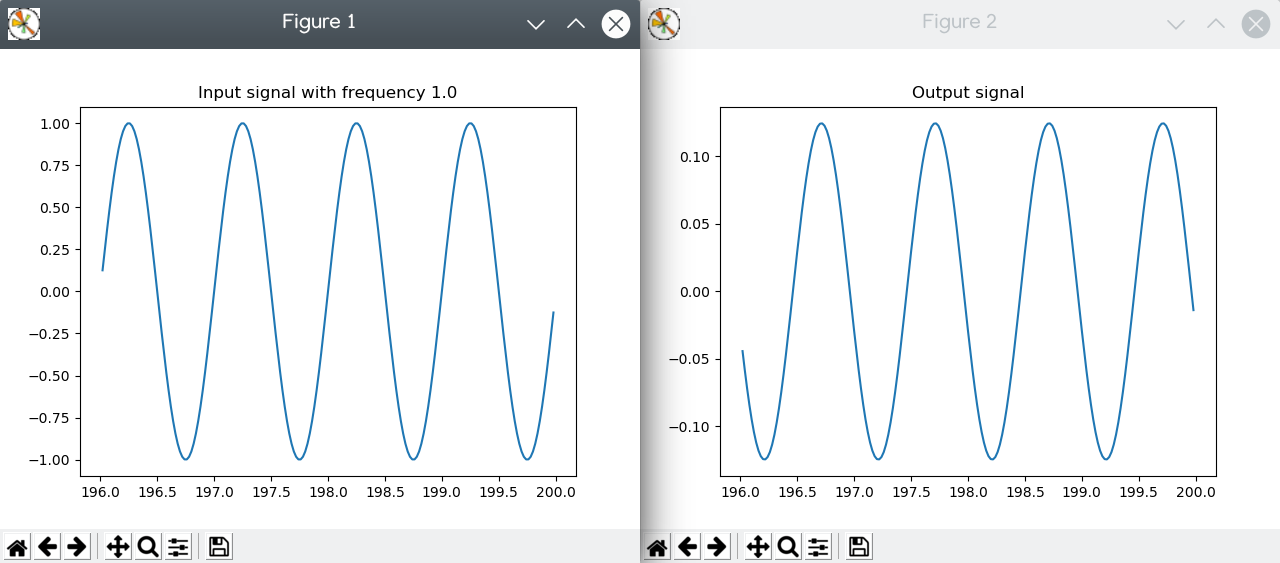 Figure 1
Input signal with frequency 1.0
1.00
0.75
0.50
0.25
0.00
−0.25
−0.50
−0.75
−1.00
196.0 196.5 197.0 197.5 198.0 198.5 199.0 199.5 200.0
Figure 2
Output signal
0.10
0.05
0.00
−0.05
−0.10
196.0 196.5 197.0 197.5 198.0 198.5 199.0 199.5 200.0